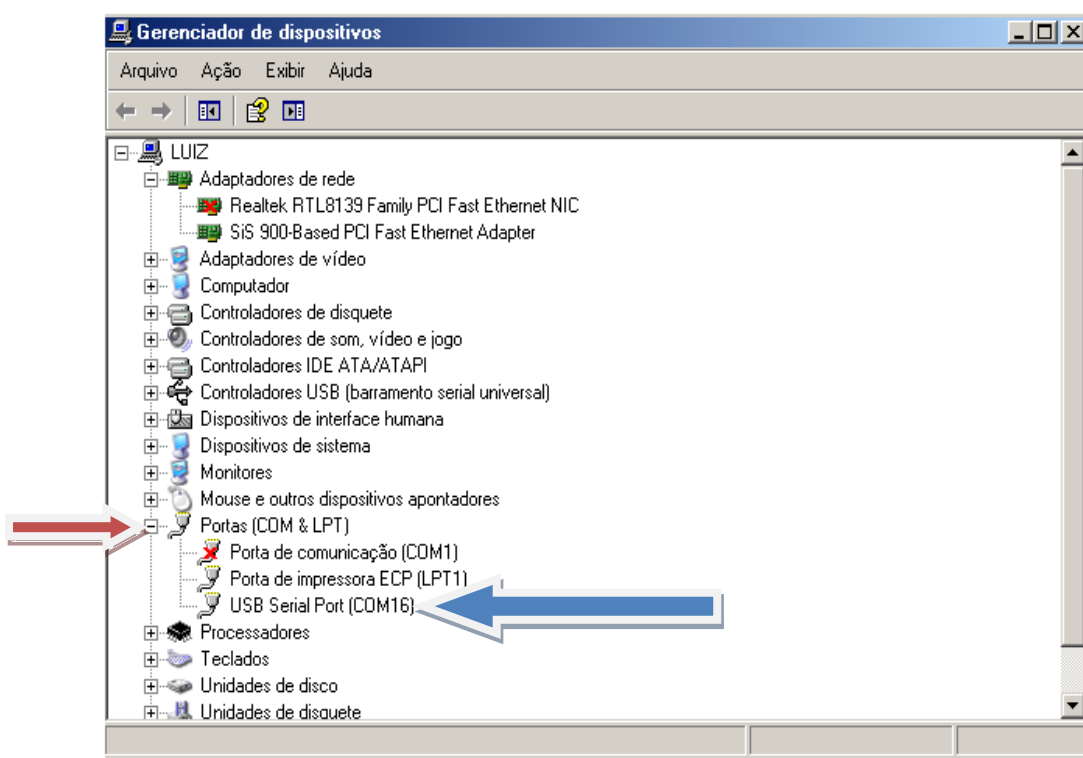 Gerenciador de dispositivos
Arquivo Ação Exibir Ajuda
LUIZ
Adaptadores de rede
Realtek RTL8139 Family PCI Fast Ethernet NIC
SiS 900-Based PCI Fast Ethernet Adapter
Adaptadores de vídeo
Computador
Controladores de disquete
Controladores de som, vídeo e jogo
Controladores IDE ATA/ATAPI
Controladores USB (barramento serial universal)
Dispositivos de interface humana
Dispositivos de sistema
Monitores
Mouse e outros dispositivos apontadores
Portas (COM & LPT)
Porta de comunicação (COM1)
Porta de impressora ECP (LPT1)
USB Serial Port (COM16)
Processadores
Teclados
Unidades de disco
Unidades de disquete